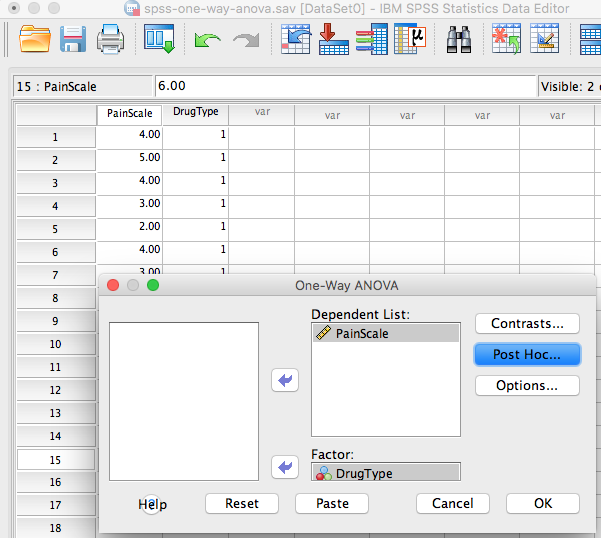 spss-one-way-anova.sav [DataSet0] – IBM SPSS Statistics Data Editor
15 : PainScale 6.00 Visible: 2
PainScale DrugType var var var var var
1 4.00 1
2 5.00 1
3 4.00 1
4 3.00 1
5 2.00 1
6 4.00 1
7 3.00 1
8
9
10
11
12
13
14
15
16
17
18
One-Way ANOVA
Dependent List:
PainScale
Contrasts...
Post Hoc...
Options...
Factor:
DrugType
Help Reset Paste Cancel OK